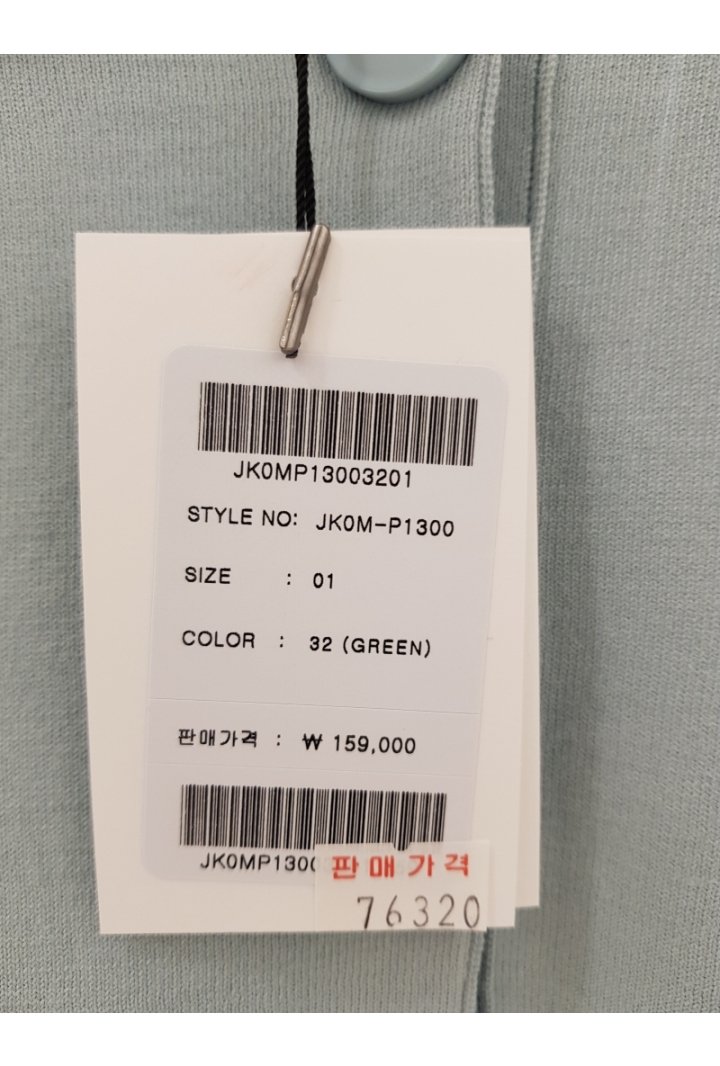 JK0MP13003201
STYLE NO: JK0M-P1300
SIZE : 01
COLOR : 32 (GREEN)
판매가격 : ₩ 159,000
JK0MP1300
판매가격
76320